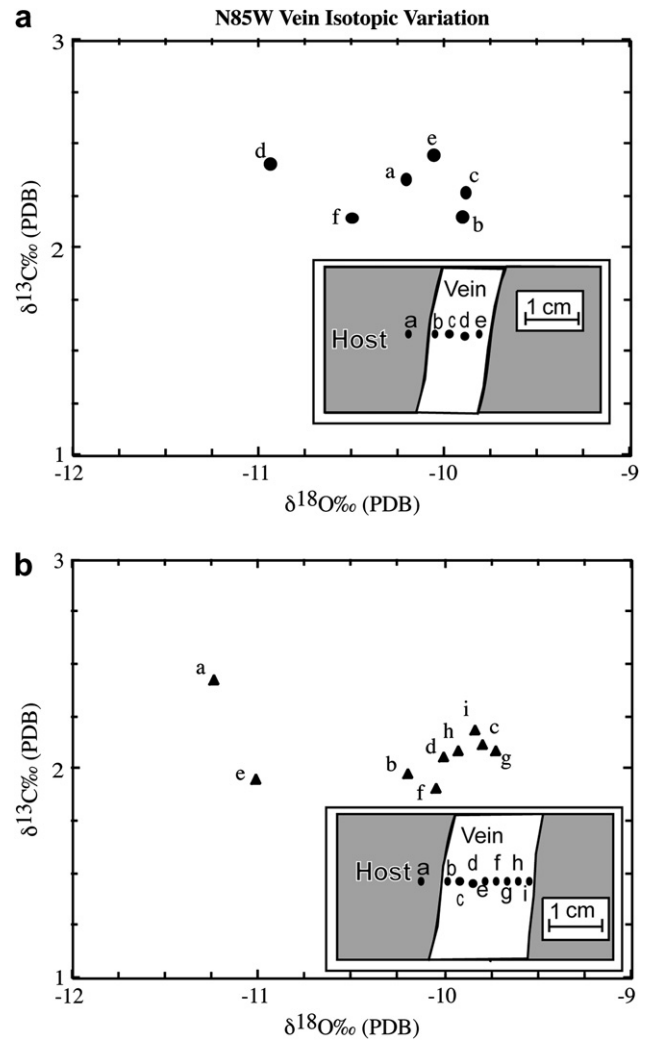 a
N85W Vein Isotopic Variation
3
e
d
a
c
f
b
2
δ13C‰ (PDB)
Vein
1 cm
a
b c d e
Host
1
-12 -11 -10 -9
δ18O‰ (PDB)
b
3
a
i
h
c
d
g
b
e
f
2
δ13C‰ (PDB)
Vein
Host
a
b d f h
c e g i
1 cm
1
-12 -11 -10 -9
δ18O‰ (PDB)